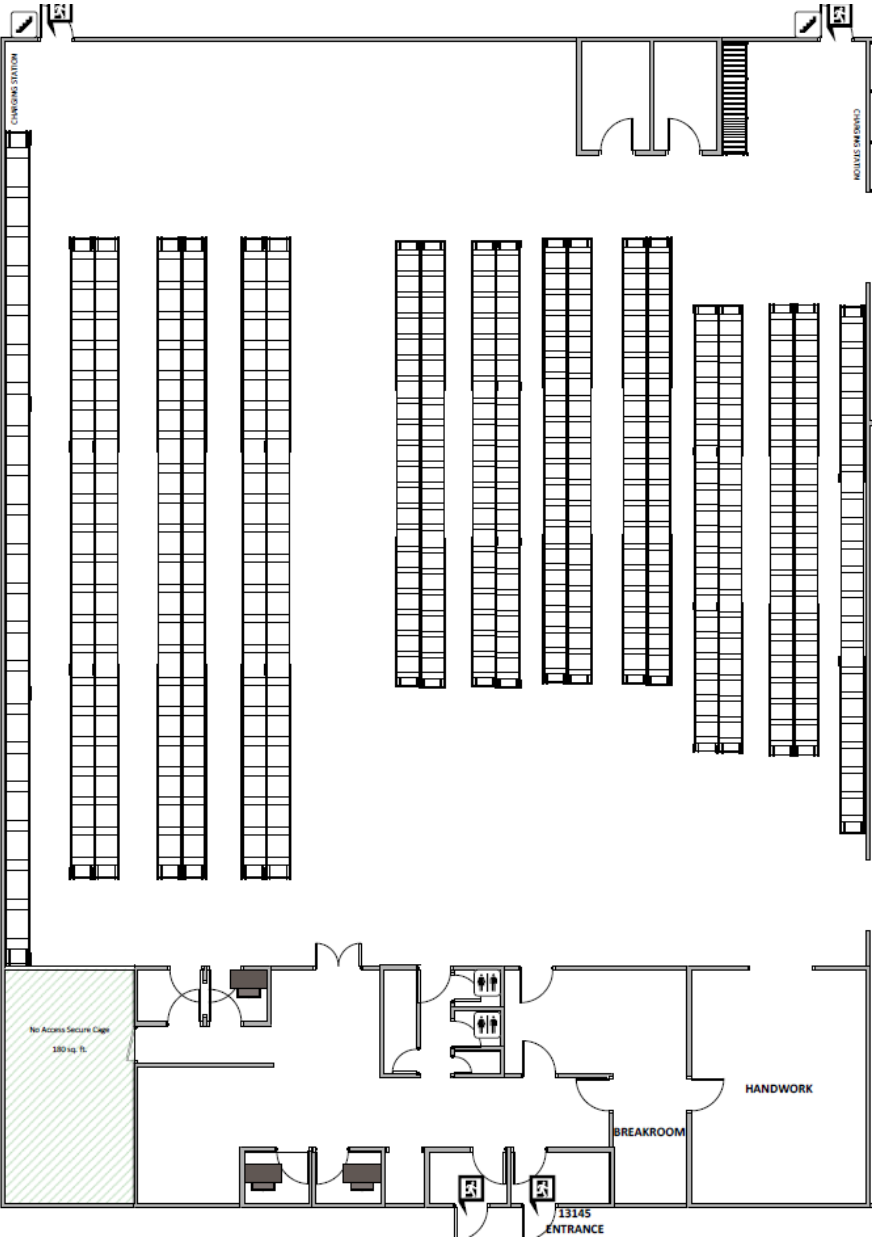 CHARGING STATION
CHARGING STATION
No Access Secure Cage
180 sq. ft.
HANDWORK
BREAKROOM
13145
ENTRANCE